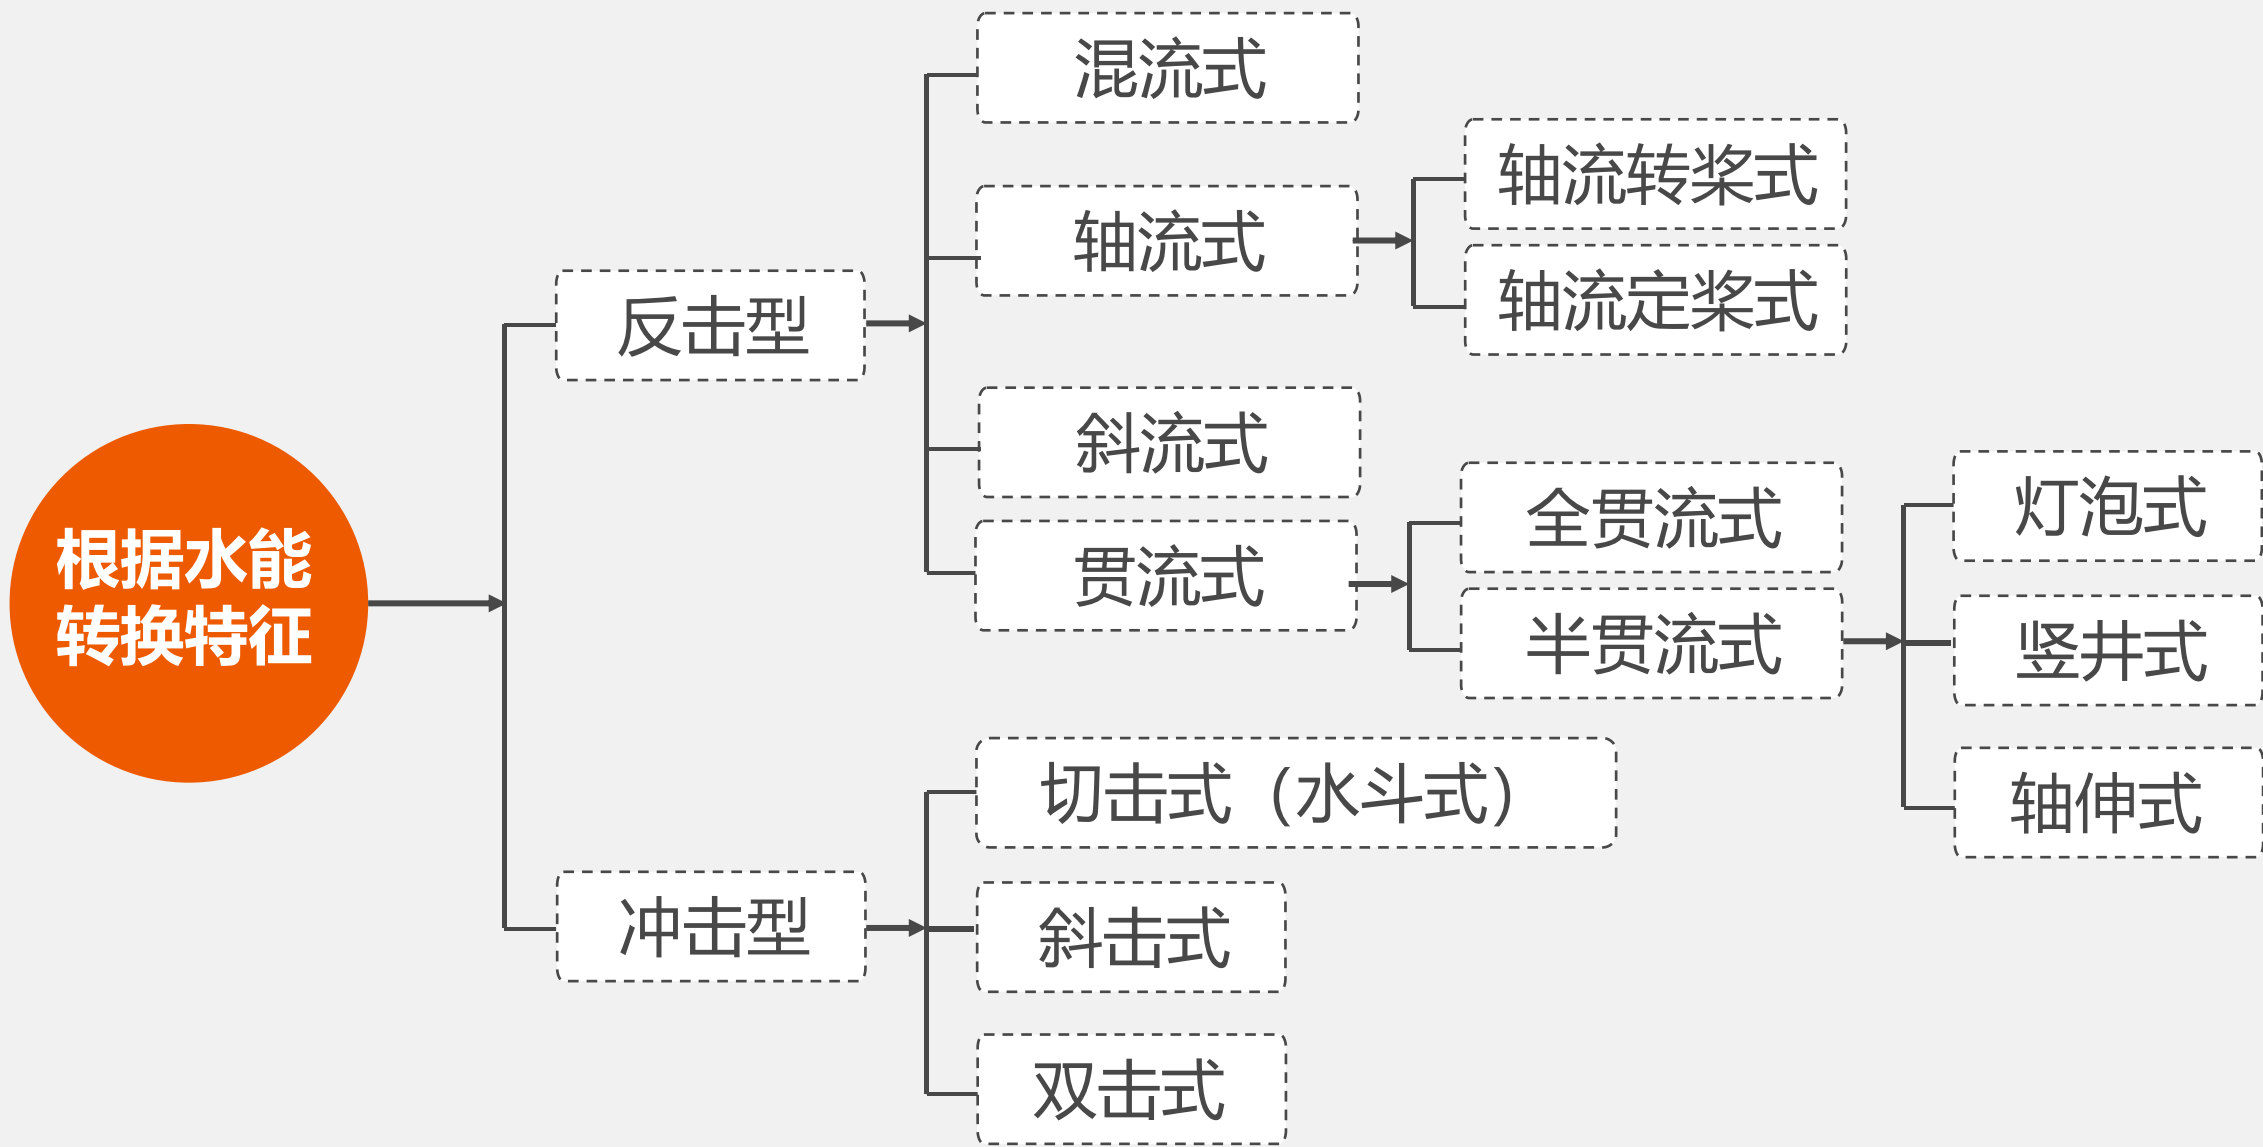 根据水能
转换特征
反击型
混流式
轴流式
轴流转桨式
轴流定桨式
斜流式
贯流式
全贯流式
半贯流式
灯泡式
竖井式
轴伸式
冲击型
切击式（水斗式）
斜击式
双击式